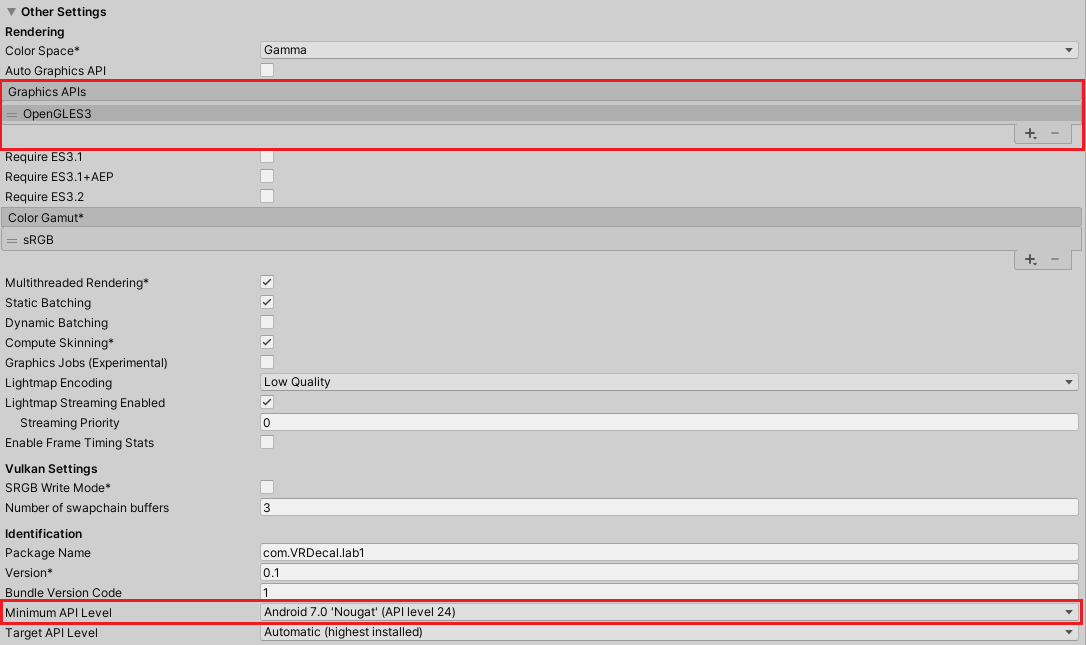 Other Settings
Rendering
Color Space* Gamma
Auto Graphics API
Graphics APIs
OpenGLES3
Require ES3.1
Require ES3.1+AEP
Require ES3.2
Color Gamut*
sRGB
Multithreaded Rendering*
Static Batching
Dynamic Batching
Compute Skinning*
Graphics Jobs (Experimental)
Lightmap Encoding Low Quality
Lightmap Streaming Enabled
Streaming Priority 0
Enable Frame Timing Stats
Vulkan Settings
SRGB Write Mode*
Number of swapchain buffers 3
Identification
Package Name com.VRDecal.lab1
Version* 0.1
Bundle Version Code 1
Minimum API Level Android 7.0 'Nougat' (API level 24)
Target API Level Automatic (highest installed)